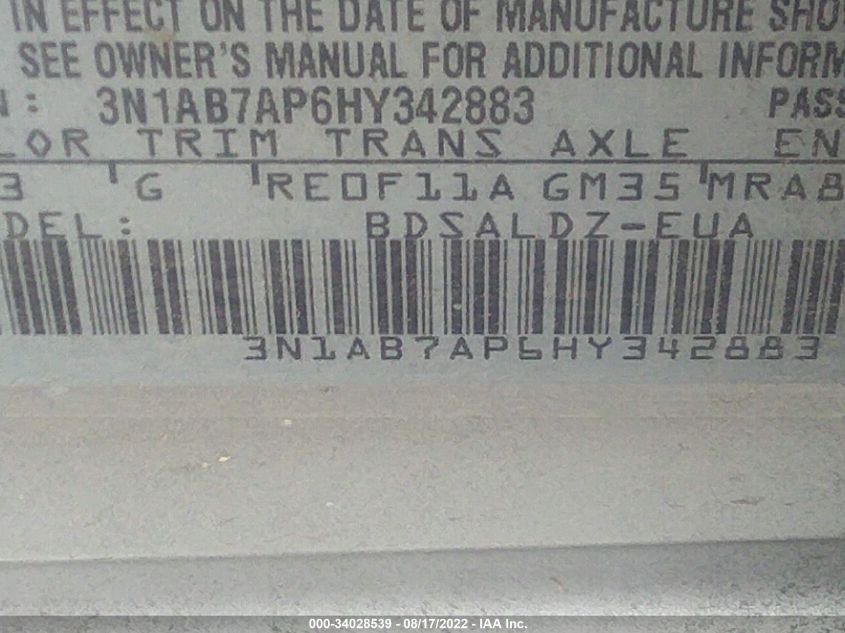 IN EFFECT ON THE DATE OF MANUFACTURE SHO
SEE OWNER'S MANUAL FOR ADDITIONAL INFORM
N: 3N1AB7AP6HY342883 PASS
LOR TRIM TRANS AXLE EN
3 'G 'RE0F11A GM35'MRA8
DEL: BDSALDZ-EUA
3N1AB7AP6HY342883
000-34028539 - 08/17/2022 - IAA Inc.